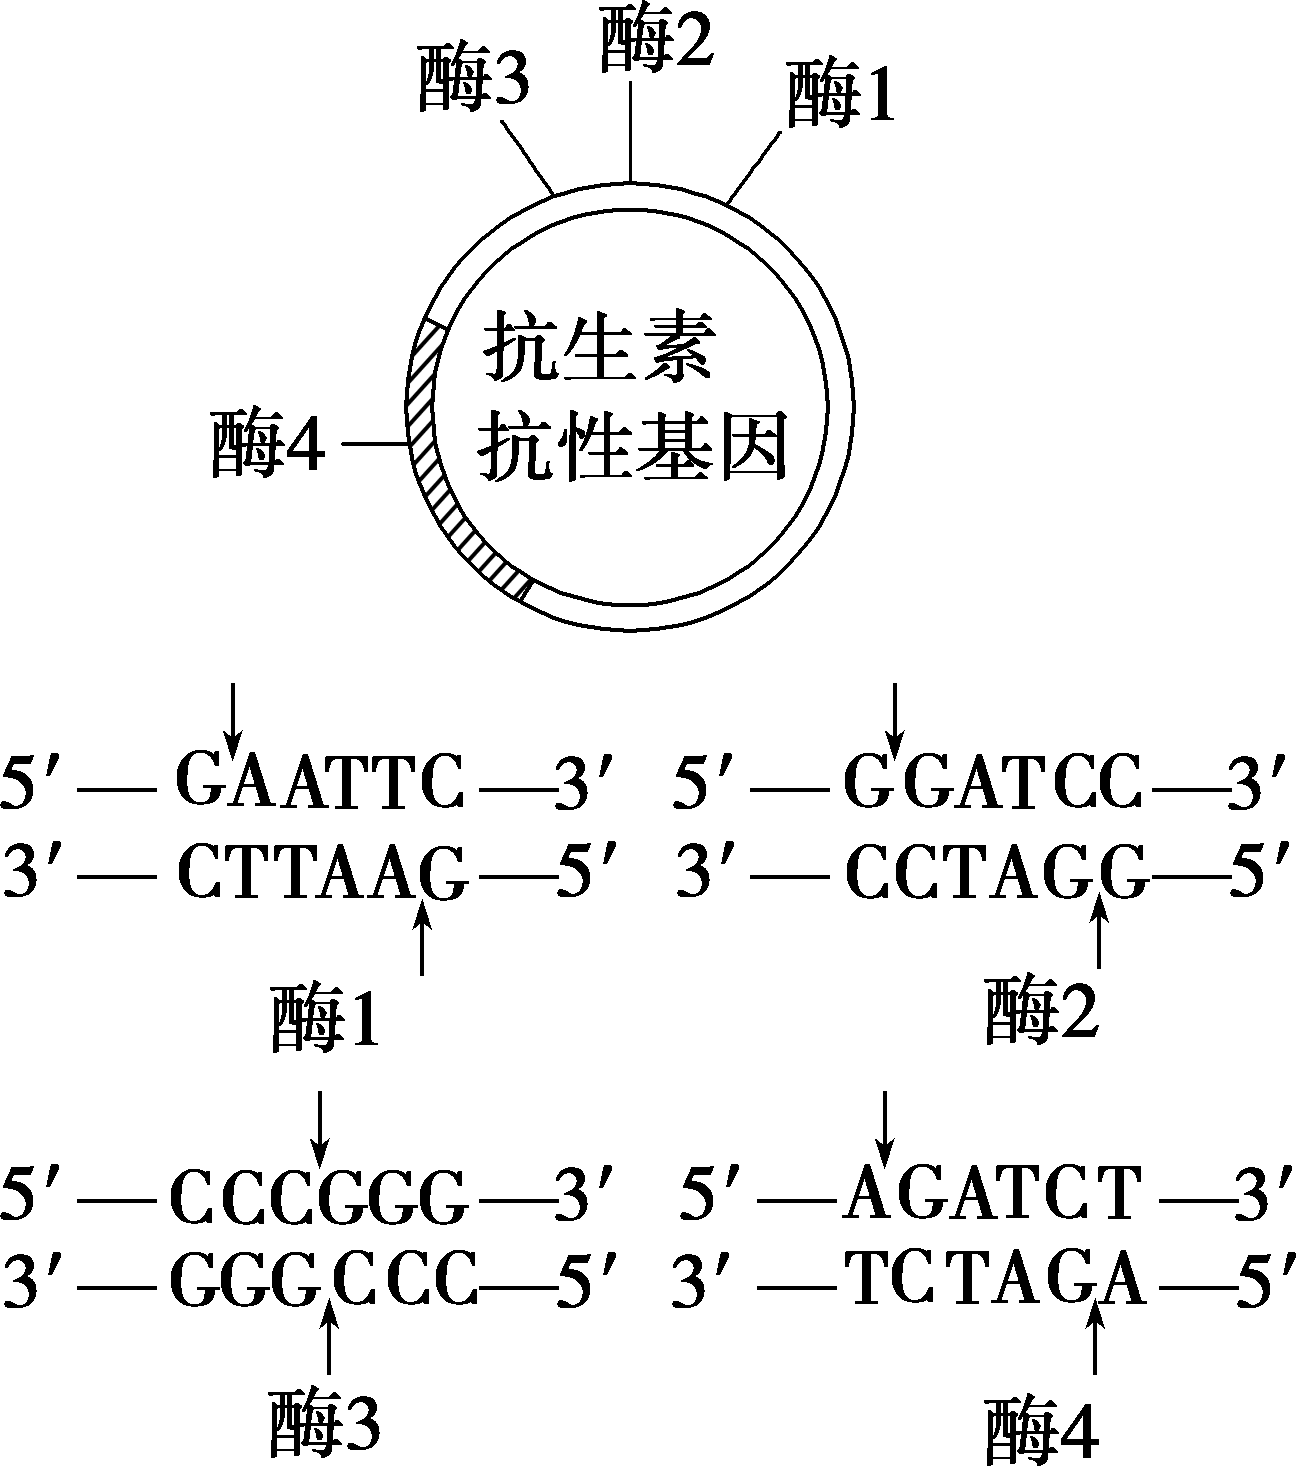 酶3 酶2 酶1
抗生素
酶4 抗性基因
5′—GAATTC—3′ 5′—GGATCC—3′
3′—CTTAAG—5′ 3′—CCTAGG—5′
酶1 酶2
5′—CCCGGG—3′ 5′—AGATCT—3′
3′—GGGCCC—5′ 3′—TCTAGA—5′
酶3 酶4